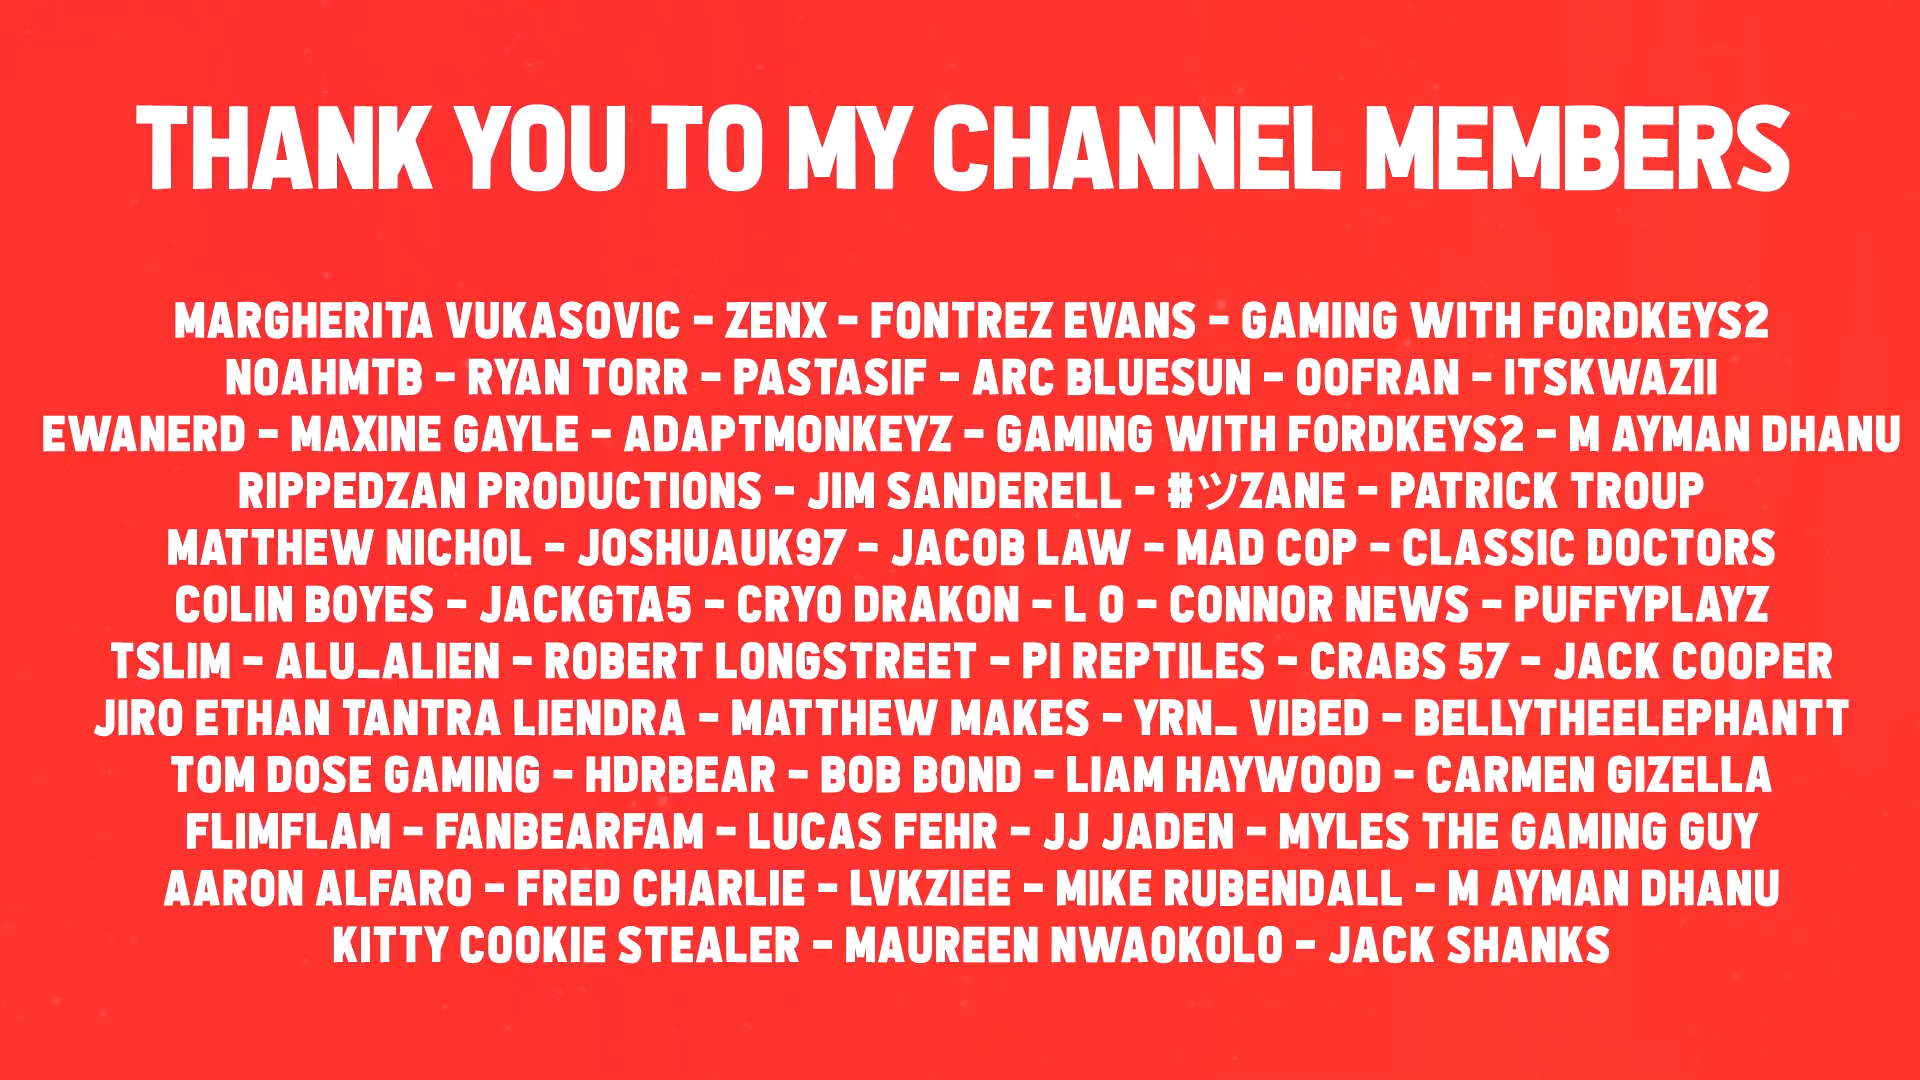 THANK YOU TO MY CHANNEL MEMBERS
MARGHERITA VUKASOVIC - ZENX - FONTREZ EVANS - GAMING WITH FORDKEYS2
NOAHMTB - RYAN TORR - PASTASIF - ARC BLUESUN - OOFRAN - ITSKWAZII
EWANERD - MAXINE GAYLE - ADAPTMONKEYZ - GAMING WITH FORDKEYS2 - M AYMAN DHANU
RIPPEDZAN PRODUCTIONS - JIM SANDERELL - #ツZANE - PATRICK TROUP
MATTHEW NICHOL - JOSHUAUK97 - JACOB LAW - MAD COP - CLASSIC DOCTORS
COLIN BOYES - JACKGTA5 - CRYO DRAKON - L O - CONNOR NEWS - PUFFYPLAYZ
TSLIM - ALU_ALIEN - ROBERT LONGSTREET - PI REPTILES - CRABS 57 - JACK COOPER
JIRO ETHAN TANTRA LIENDRA - MATTHEW MAKES - YRN_ VIBED - BELLYTHEELEPHANTT
TOM DOSE GAMING - HDRBEAR - BOB BOND - LIAM HAYWOOD - CARMEN GIZELLA
FLIMFLAM - FANBEARFAM - LUCAS FEHR - JJ JADEN - MYLES THE GAMING GUY
AARON ALFARO - FRED CHARLIE - LVKZIEE - MIKE RUBENDALL - M AYMAN DHANU
KITTY COOKIE STEALER - MAUREEN NWAOKOLO - JACK SHANKS